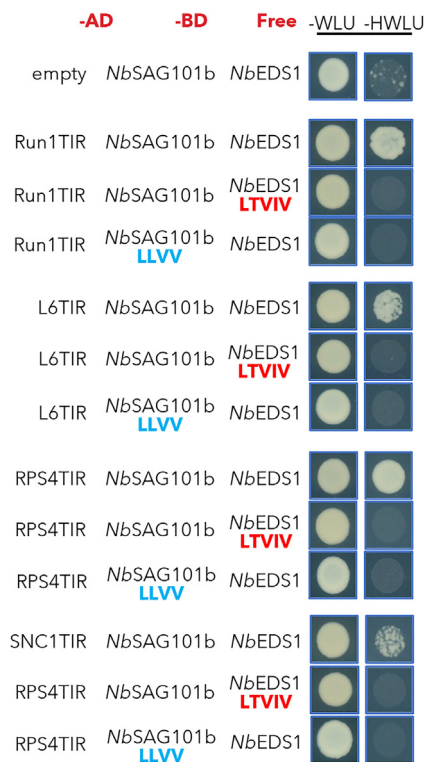 -AD -BD Free -WLU -HWLU
empty NbSAG101b NbEDS1
Run1TIR NbSAG101b NbEDS1
Run1TIR NbSAG101b NbEDS1
LTVIV
Run1TIR NbSAG101b NbEDS1
LLVV
L6TIR NbSAG101b NbEDS1
L6TIR NbSAG101b NbEDS1
LTVIV
L6TIR NbSAG101b NbEDS1
LLVV
RPS4TIR NbSAG101b NbEDS1
RPS4TIR NbSAG101b NbEDS1
LTVIV
RPS4TIR NbSAG101b NbEDS1
LLVV
SNC1TIR NbSAG101b NbEDS1
RPS4TIR NbSAG101b NbEDS1
LTVIV
RPS4TIR NbSAG101b NbEDS1
LLVV